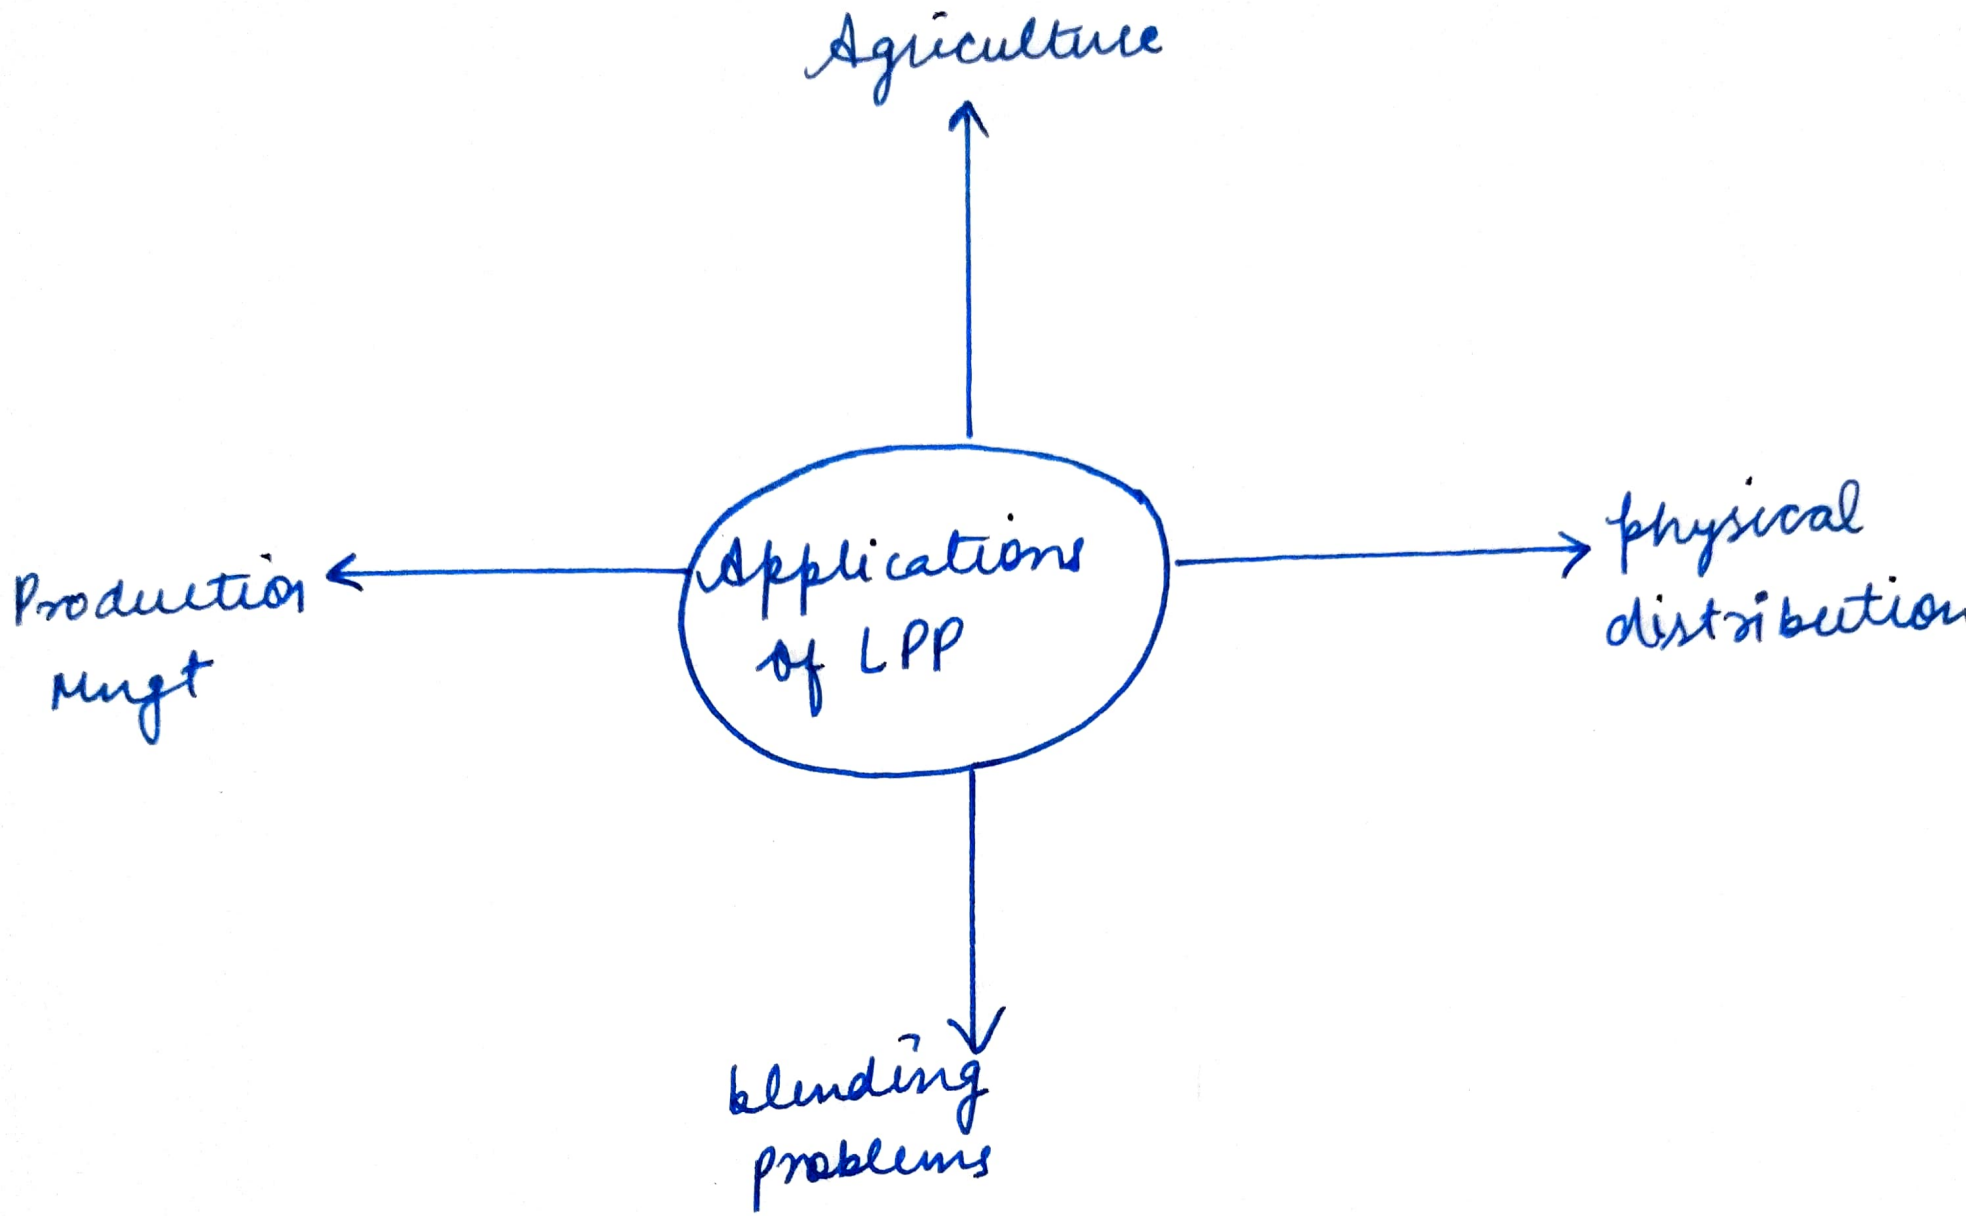 Agriculture
Applications
of LPP
physical
distribution
Production
Mngt
blending
problems